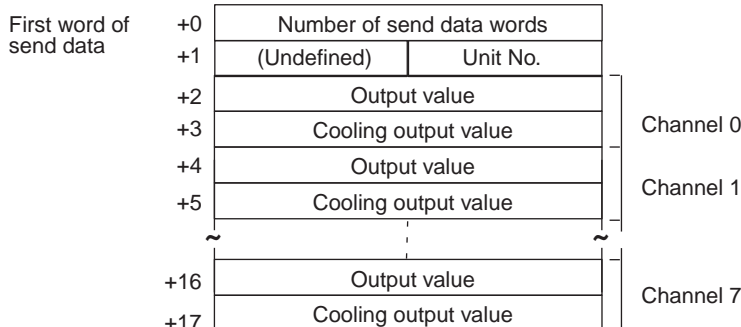 First word of send data
+0 Number of send data words
+1 (Undefined) Unit No.
+2 Output value
+3 Cooling output value
Channel 0
+4 Output value
+5 Cooling output value
Channel 1
~ ~
+16 Output value
+17 Cooling output value
Channel 7